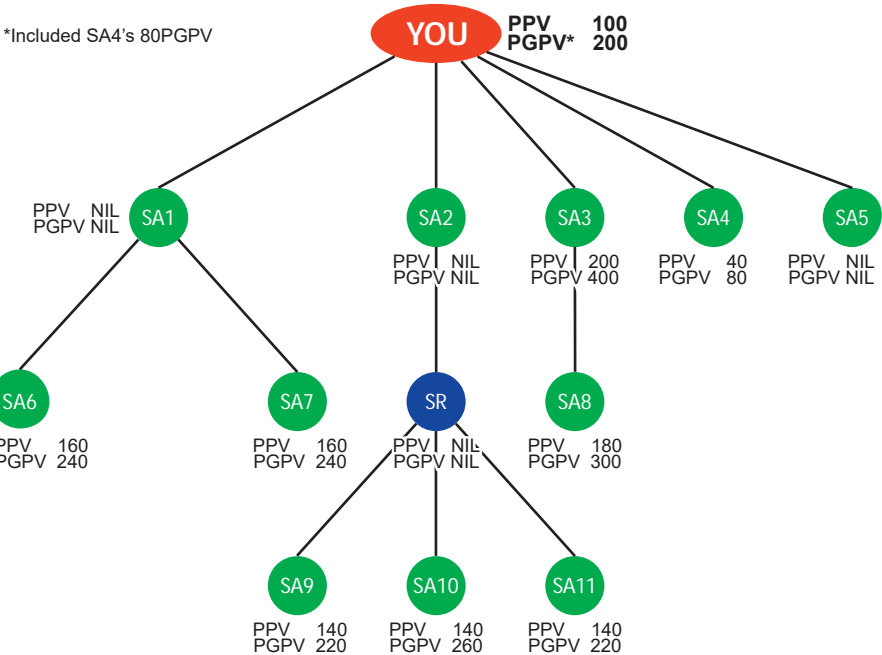 *Included SA4's 80PGPV
YOU
PPV 100
PGPV* 200
PPV NIL
PGPV NIL
SA1
SA2
PPV NIL
PGPV NIL
SA3
PPV 200
PGPV 400
SA4
PPV 40
PGPV 80
SA5
PPV NIL
PGPV NIL
SA6
PPV 160
PGPV 240
SA7
PPV 160
PGPV 240
SR
PPV NIL
PGPV NIL
SA8
PPV 180
PGPV 300
SA9
PPV 140
PGPV 220
SA10
PPV 140
PGPV 260
SA11
PPV 140
PGPV 220